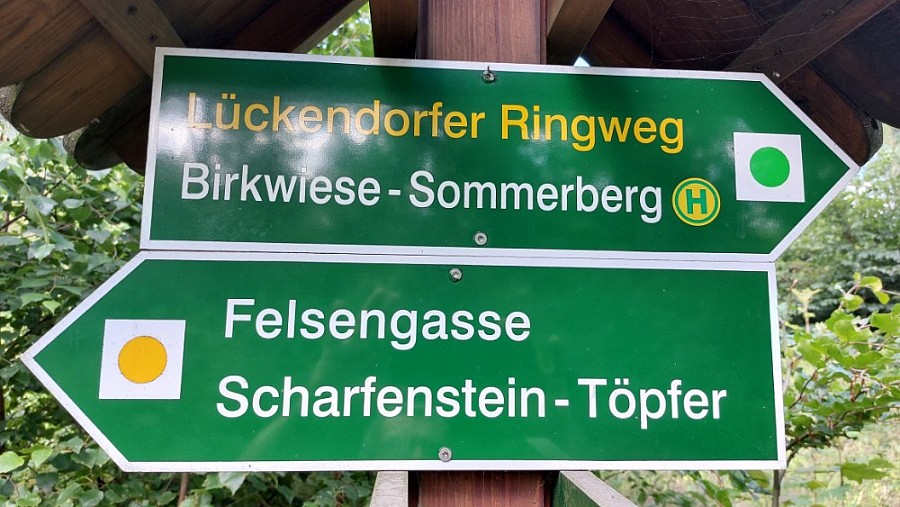 Lückendorfer Ringweg
Birkwiese - Sommerberg H
Felsengasse
Scharfenstein - Töpfer